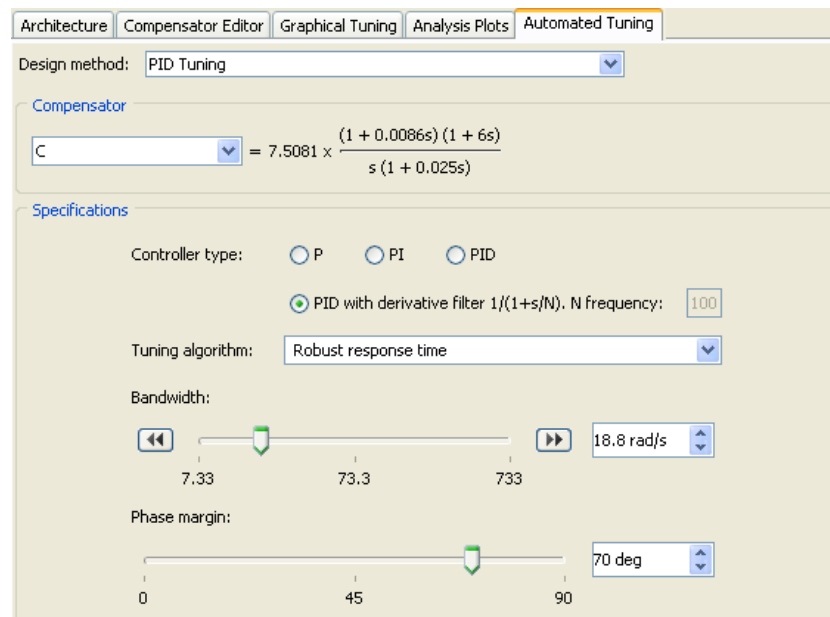 Architecture Compensator Editor Graphical Tuning Analysis Plots Automated Tuning
Design method: PID Tuning
Compensator
C = 7.5081 x (1 + 0.0086s) (1 + 6s)
s (1 + 0.025s)
Specifications
Controller type: P PI PID
PID with derivative filter 1/(1+s/N). N frequency: 100
Tuning algorithm: Robust response time
Bandwidth:
18.8 rad/s
7.33 73.3 733
Phase margin:
70 deg
0 45 90